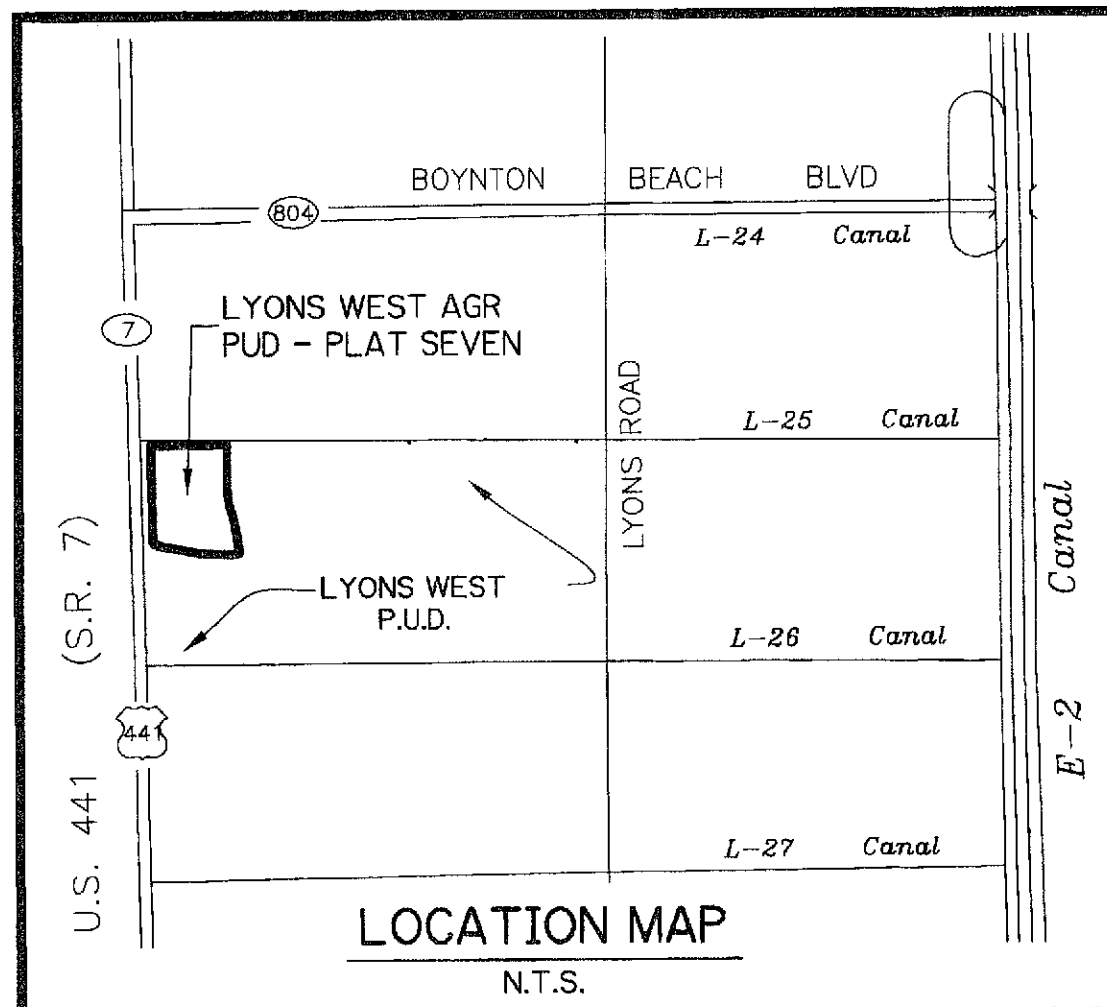 BOYNTON BEACH BLVD
804
L-24 Canal
LYONS WEST AGR
PUD - PLAT SEVEN
7
LYONS ROAD
L-25 Canal
(S.R. 7)
LYONS WEST
P.U.D.
L-26 Canal
E-2 Canal
441
U.S. 441
L-27 Canal
LOCATION MAP
N.T.S.